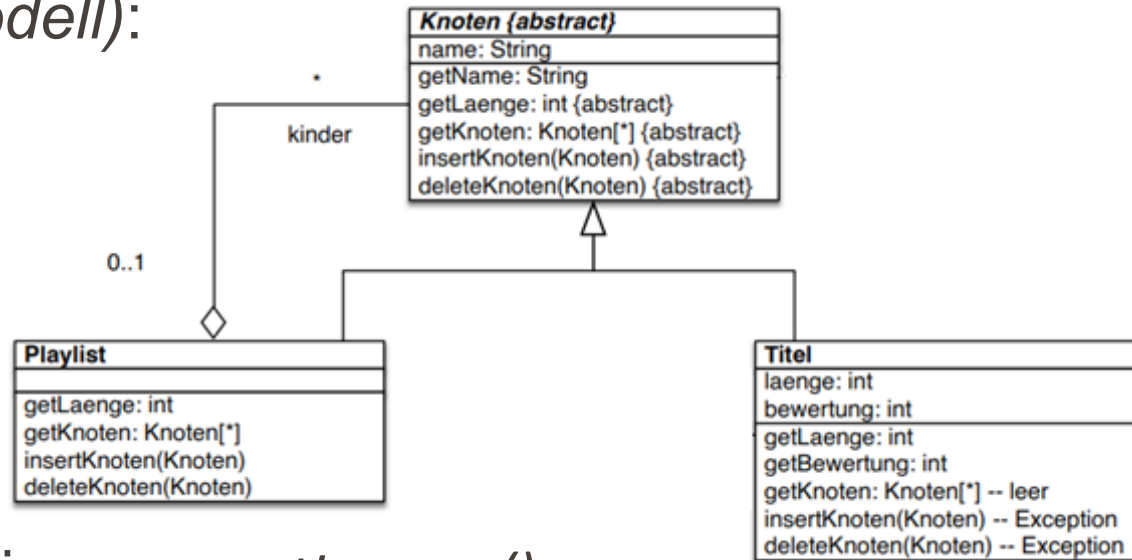 odell):
Knoten {abstract}
name: String
getName: String
getLaenge: int {abstract}
getKnoten: Knoten[*] {abstract}
insertKnoten(Knoten) {abstract}
deleteKnoten(Knoten) {abstract}
*
kinder
0..1
Playlist
getLaenge: int
getKnoten: Knoten[*]
insertKnoten(Knoten)
deleteKnoten(Knoten)
Titel
laenge: int
bewertung: int
getLaenge: int
getBewertung: int
getKnoten: Knoten[*] -- leer
insertKnoten(Knoten) -- Exception
deleteKnoten(Knoten) -- Exception